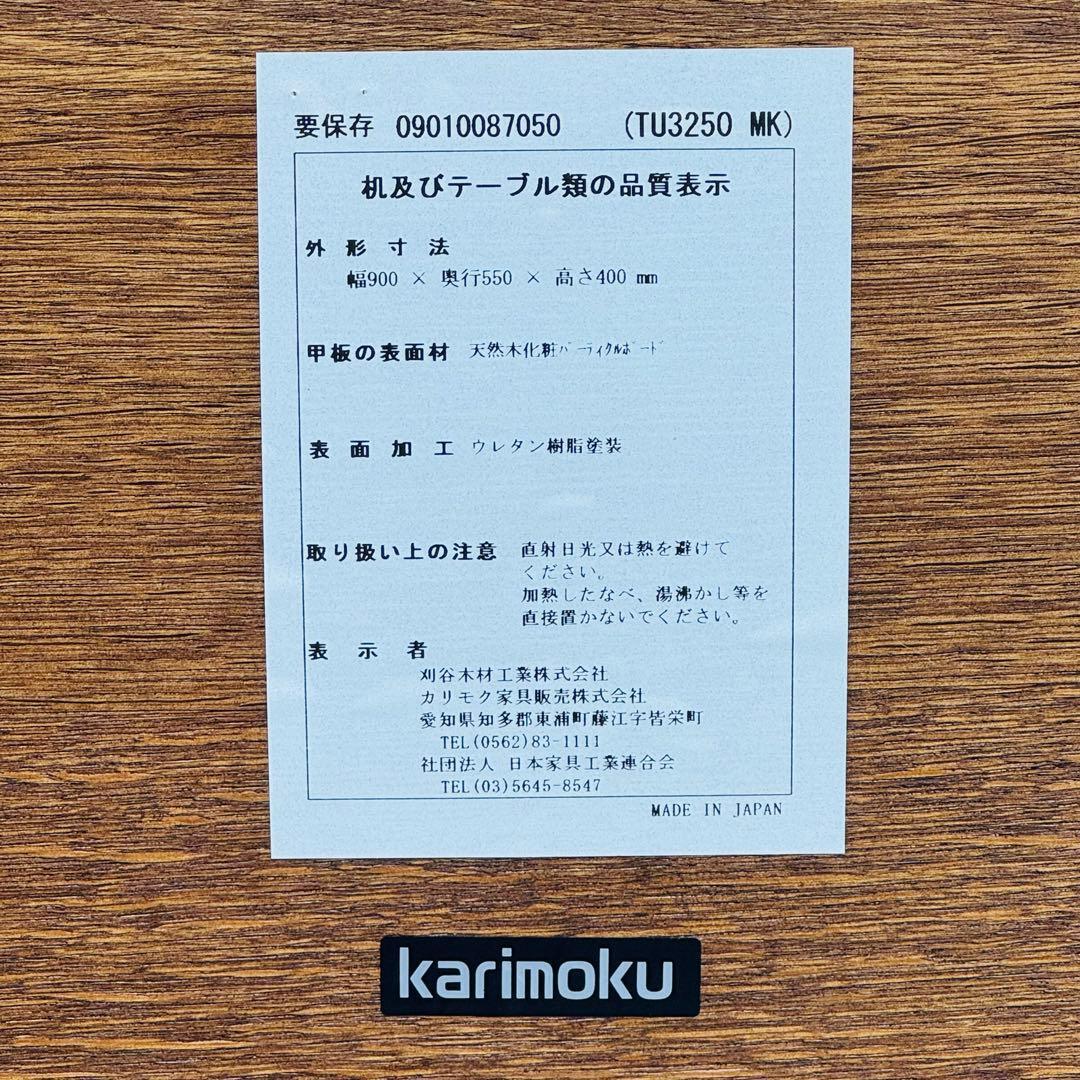 要保存 09010087050 (TU3250 MK)
机及びテーブル類の品質表示
外形寸法
幅900 × 奥行550 × 高さ400 mm
甲板の表面材 天然木化粧パーティクルボード
表面加工 ウレタン樹脂塗装
取り扱い上の注意 直射日光又は熱を避けて
ください。
加熱したなべ、湯沸かし等を
直接置かないでください。
表示者
刈谷木材工業株式会社
カリモク家具販売株式会社
愛知県知多郡東浦町藤江字皆栄町
TEL(0562)83-1111
社団法人 日本家具工業連合会
TEL(03)5645-8547
MADE IN JAPAN
karimoku